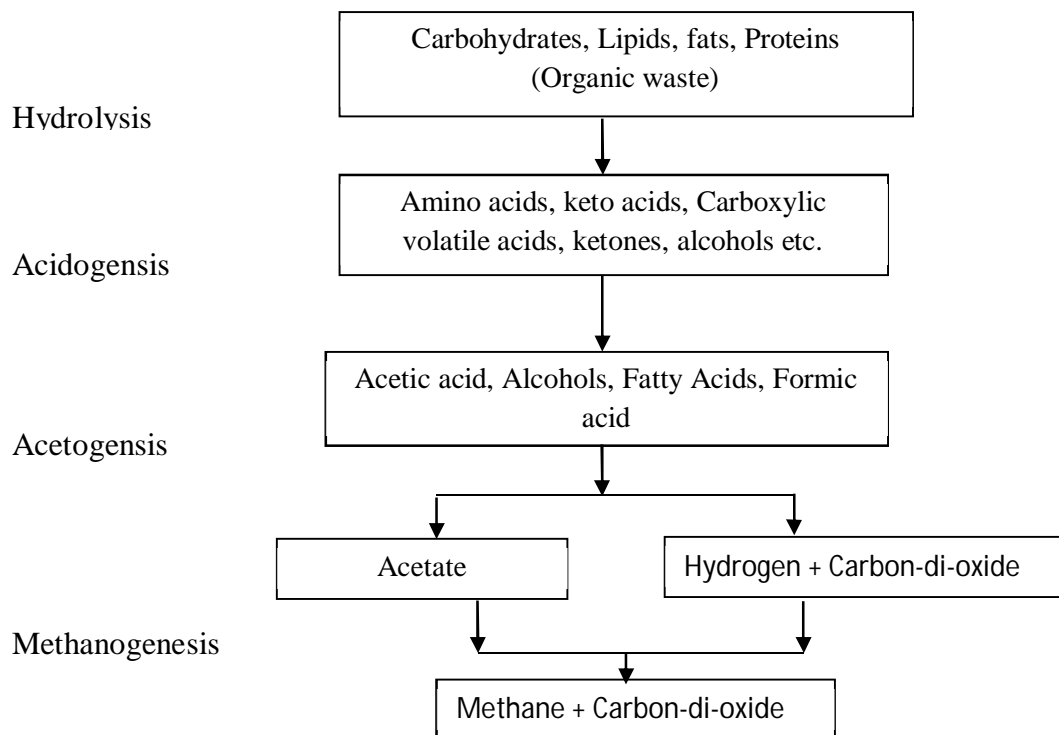 Carbohydrates, Lipids, fats, Proteins
(Organic waste)
Hydrolysis
Amino acids, keto acids, Carboxylic
volatile acids, ketones, alcohols etc.
Acidogensis
Acetic acid, Alcohols, Fatty Acids, Formic
acid
Acetogensis
Acetate
Hydrogen + Carbon-di-oxide
Methanogenesis
Methane + Carbon-di-oxide